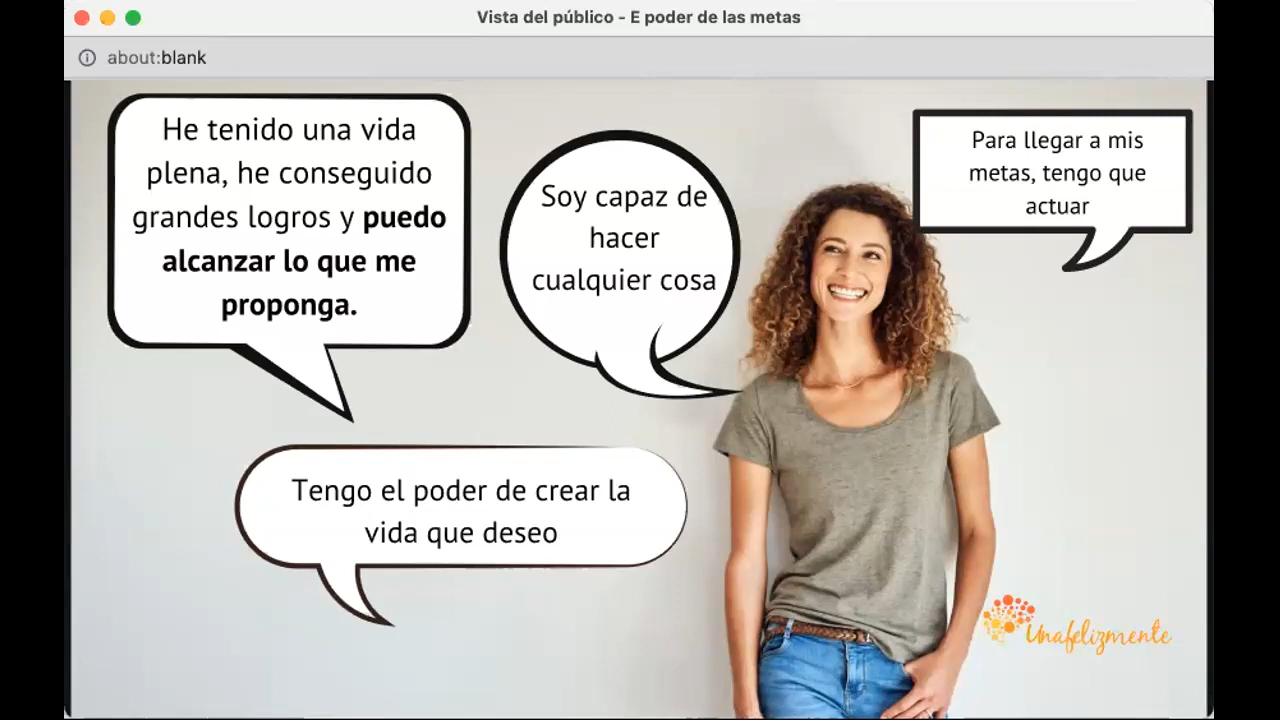 Vista del público - E poder de las metas
about:blank
He tenido una vida
plena, he conseguido
grandes logros y puedo
alcanzar lo que me
proponga.
Soy capaz de
hacer
cualquier cosa
Para llegar a mis
metas, tengo que
actuar
Tengo el poder de crear la
vida que deseo
Unafelizmente